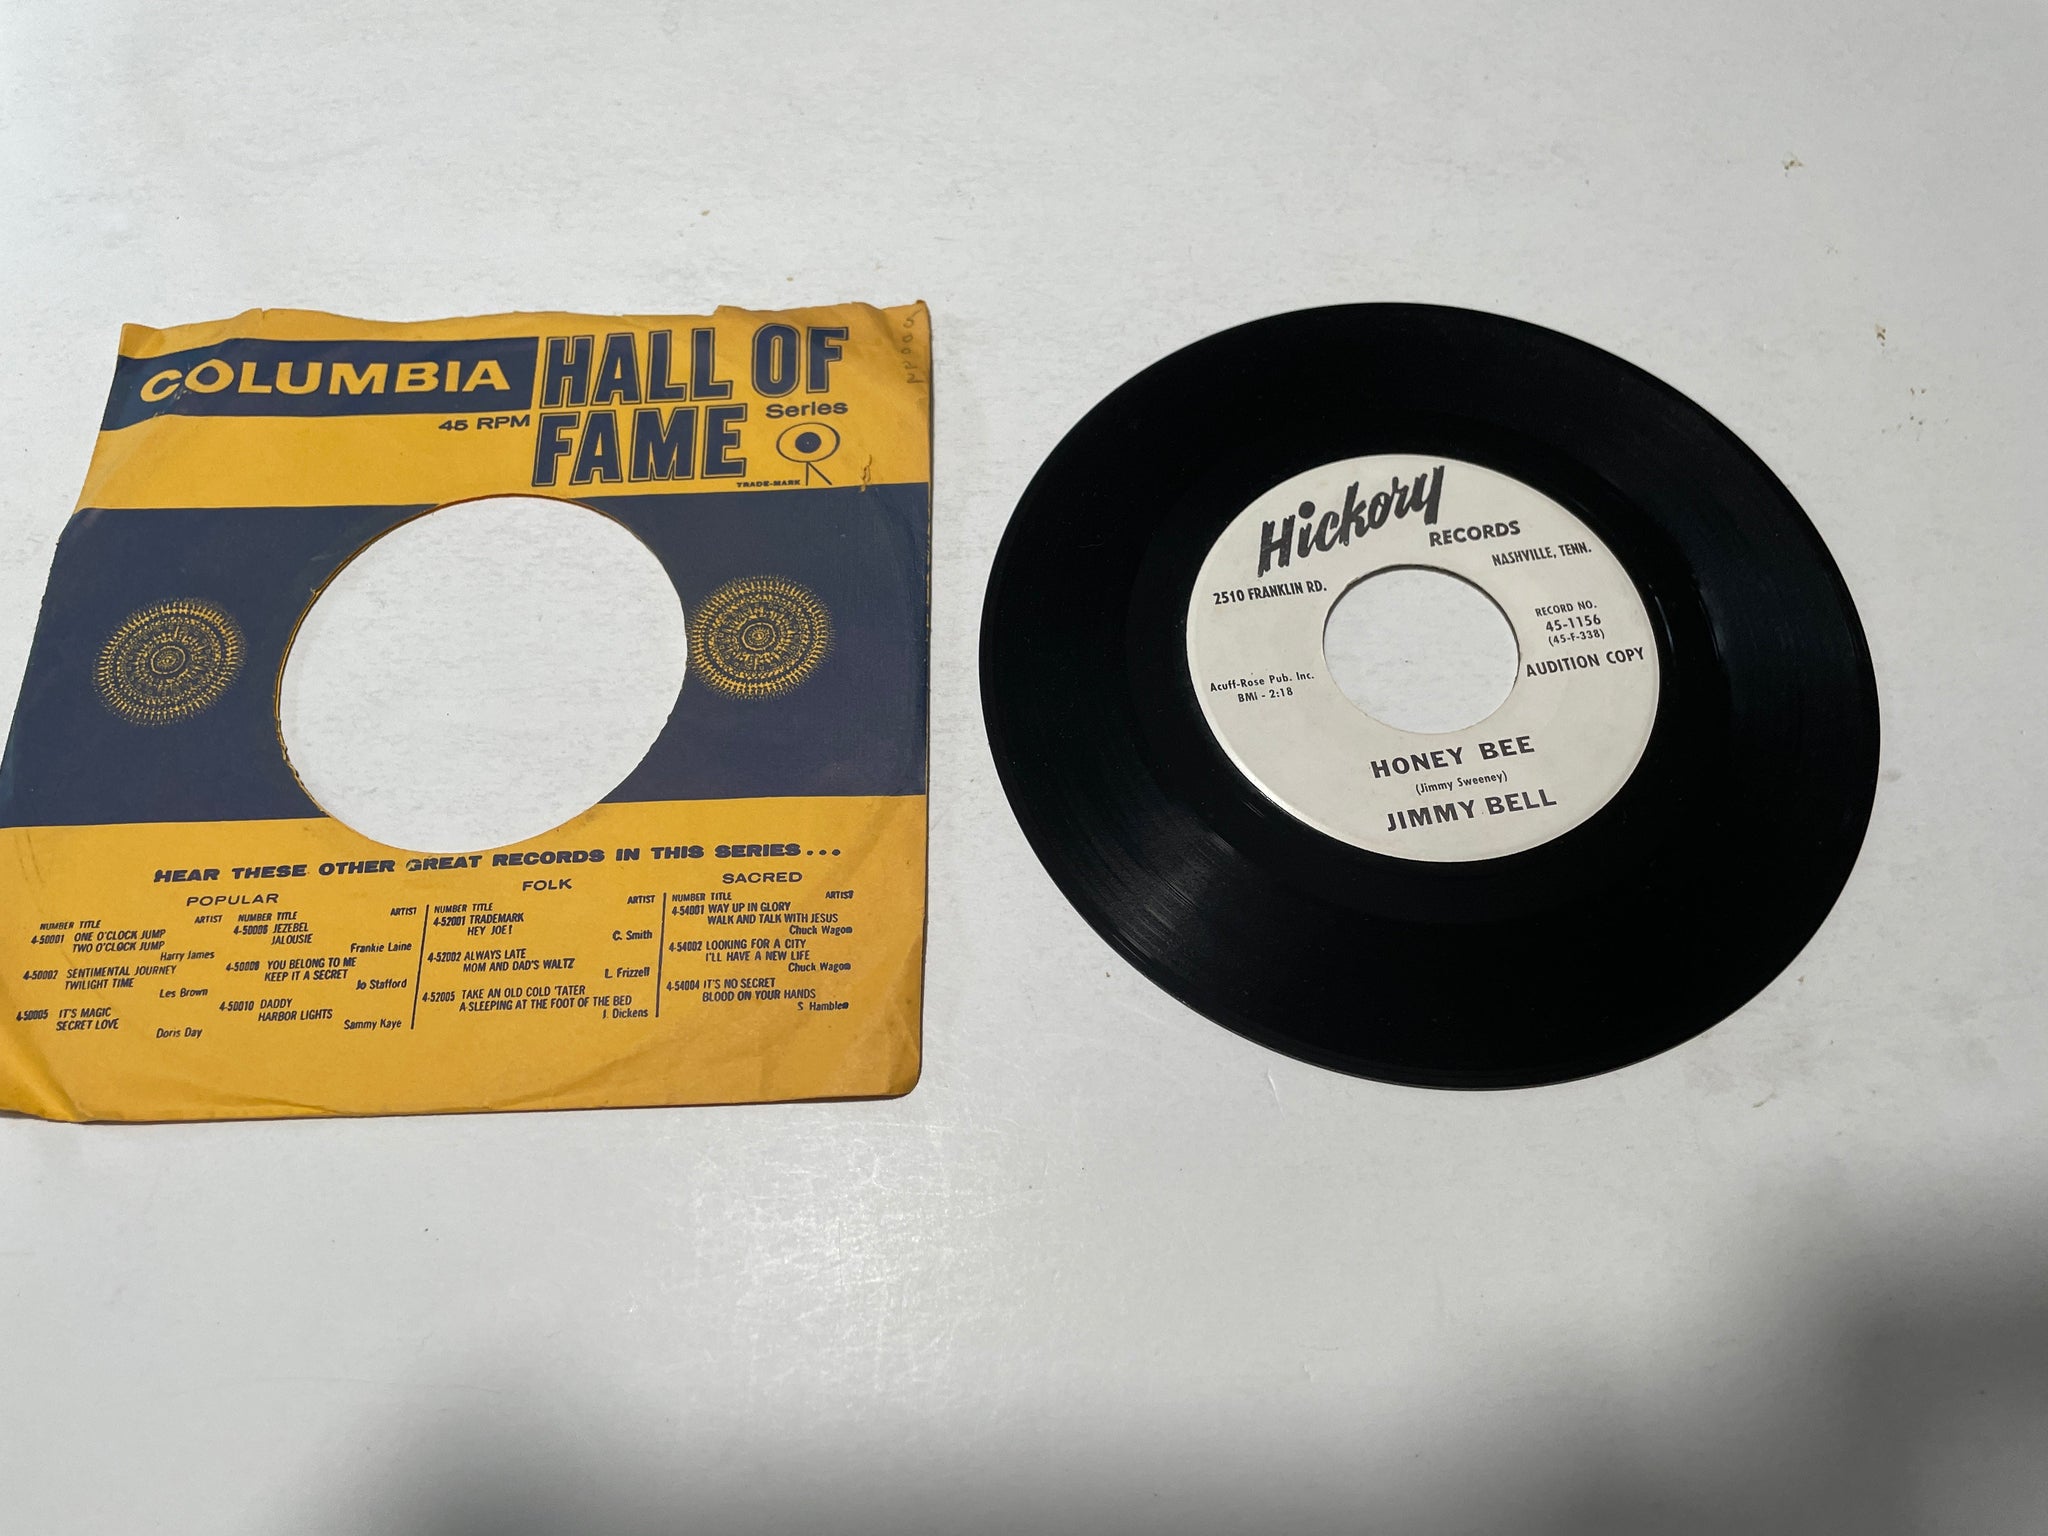 COLUMBIA
HALL OF
FAME
Series
45 RPM
TRADE-MARK
HEAR THESE OTHER GREAT RECORDS IN THIS SERIES...
POPULAR
NUMBER TITLE ARTIST
4-50001 ONE O'CLOCK JUMP
TWO O'CLOCK JUMP
Harry James
4-50002 SENTIMENTAL JOURNEY
TWILIGHT TIME
Les Brown
4-50005 IT'S MAGIC
SECRET LOVE
Doris Day
NUMBER TITLE ARTIST
JEZEBEL
JALOUSIE
Frankie Laine
YOU BELONG TO ME
KEEP IT A SECRET
Jo Stafford
4-50010 DADDY
HARBOR LIGHTS
Sammy Kaye
FOLK
NUMBER TITLE ARTIST
4-52001 TRADEMARK
HEY JOE!
C. Smith
4-52002 ALWAYS LATE
MOM AND DAD'S WALTZ
L. Frizzell
4-52005 TAKE AN OLD COLD 'TATER
A-SLEEPING AT THE FOOT OF THE BED
J. Dickens
SACRED
NUMBER TITLE ARTIST
4-54001 WAY UP IN GLORY
WALK AND TALK WITH JESUS
Chuck Wagon
4-54002 LOOKING FOR A CITY
I'LL HAVE A NEW LIFE
Chuck Wagon
4-54004 IT'S NO SECRET
BLOOD ON YOUR HANDS
S Hamblen
Hickory
RECORDS
NASHVILLE, TENN.
2510 FRANKLIN RD.
RECORD NO.
45-1156
(45-F-338)
AUDITION COPY
Acuff-Rose Pub. Inc.
BMI - 2:18
HONEY BEE
(Jimmy Sweeney)
JIMMY BELL